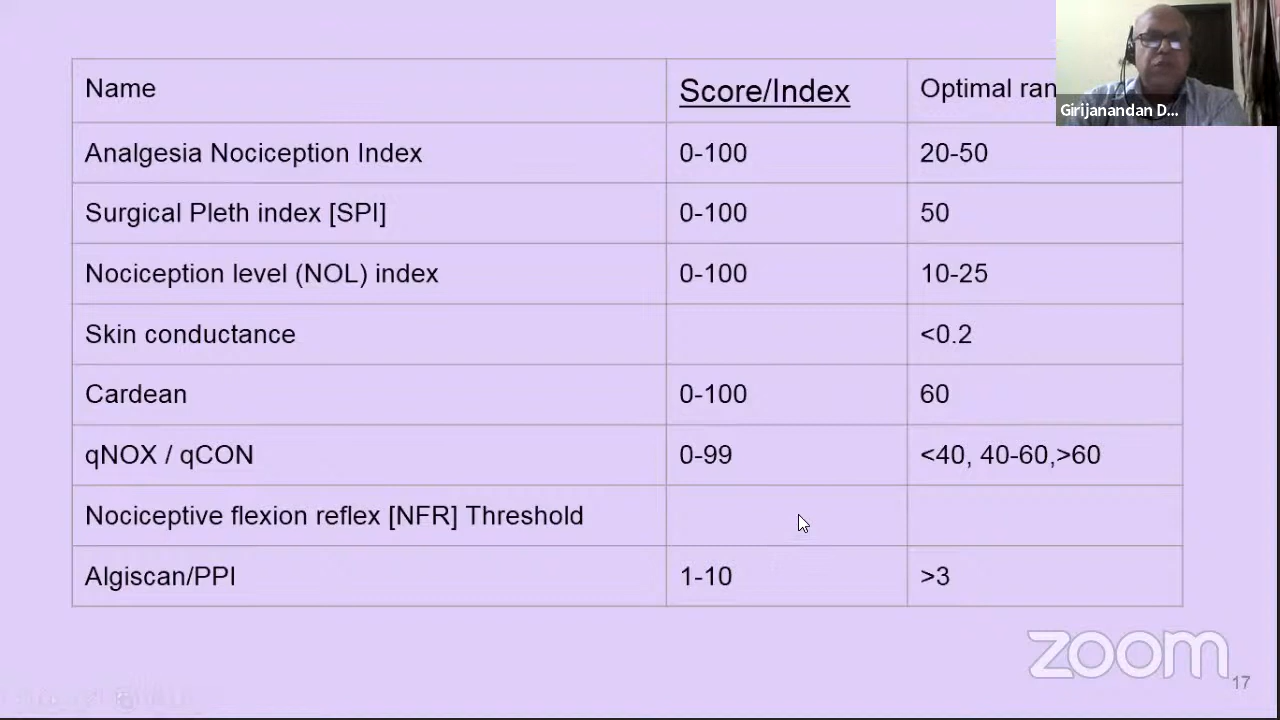 Name Score/Index Optimal ran
Analgesia Nociception Index 0-100 20-50
Surgical Pleth index [SPI] 0-100 50
Nociception level (NOL) index 0-100 10-25
Skin conductance <0.2
Cardean 0-100 60
qNOX / qCON 0-99 <40, 40-60,>60
Nociceptive flexion reflex [NFR] Threshold
Algiscan/PPI 1-10 >3
Girijanandan D...
zoom
17